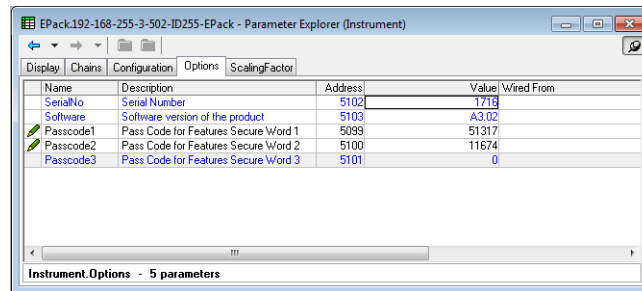 EPack.192-168-255-3-502-ID255-EPack - Parameter Explorer (Instrument)
Display Chains Configuration Options ScalingFactor
Name Description Address Value Wired From
SerialNo Serial Number 5102 1716
Software Software version of the product 5103 A3.02
Passcode1 Pass Code for Features Secure Word 1 5099 51317
Passcode2 Pass Code for Features Secure Word 2 5100 11674
Passcode3 Pass Code for Features Secure Word 3 5101 0
Instrument.Options - 5 parameters